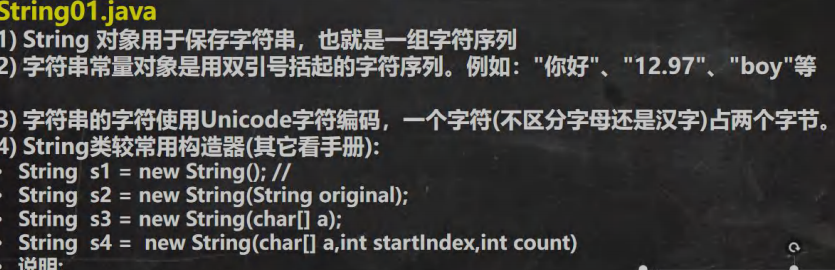 String01.java
1) String 对象用于保存字符串，也就是一组字符序列
2) 字符串常量对象是用双引号括起的字符序列。例如："你好"、"12.97"、"boy"等
3) 字符串的字符使用Unicode字符编码，一个字符(不区分字母还是汉字)占两个字节。
4) String类较常用构造器(其它看手册):
• String s1 = new String(); //
• String s2 = new String(String original);
• String s3 = new String(char[] a);
• String s4 = new String(char[] a,int startIndex,int count)
• 说明: